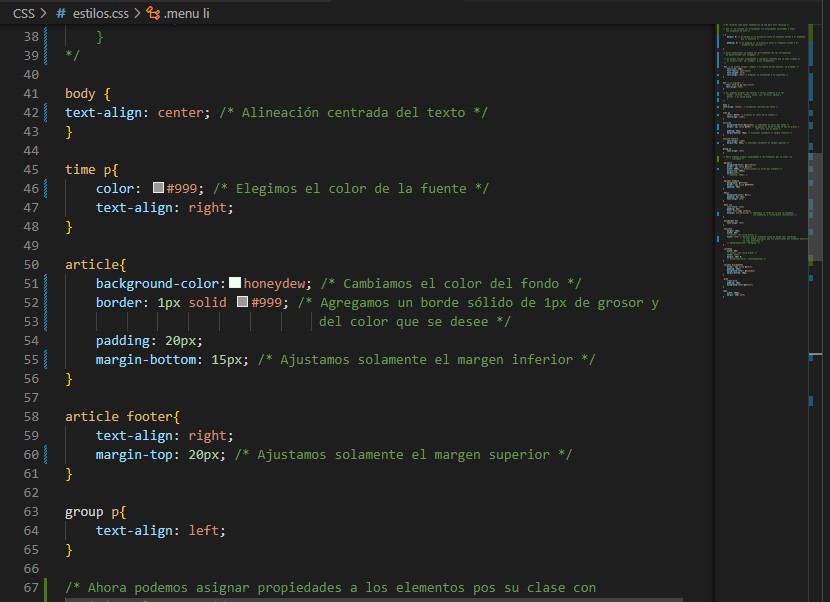 CSS > # estilos.css > .menu li
38 }
39 */
40
41 body {
42 text-align: center; /* Alineación centrada del texto */
43 }
44
45 time p{
46 color: #999; /* Elegimos el color de la fuente */
47 text-align: right;
48 }
49
50 article{
51 background-color:honeydew; /* Cambiamos el color del fondo */
52 border: 1px solid #999; /* Agregamos un borde sólido de 1px de grosor y
53 del color que se desee */
54 padding: 20px;
55 margin-bottom: 15px; /* Ajustamos solamente el margen inferior */
56 }
57
58 article footer{
59 text-align: right;
60 margin-top: 20px; /* Ajustamos solamente el margen superior */
61 }
62
63 group p{
64 text-align: left;
65 }
66
67 /* Ahora podemos asignar propiedades a los elementos pos su clase con